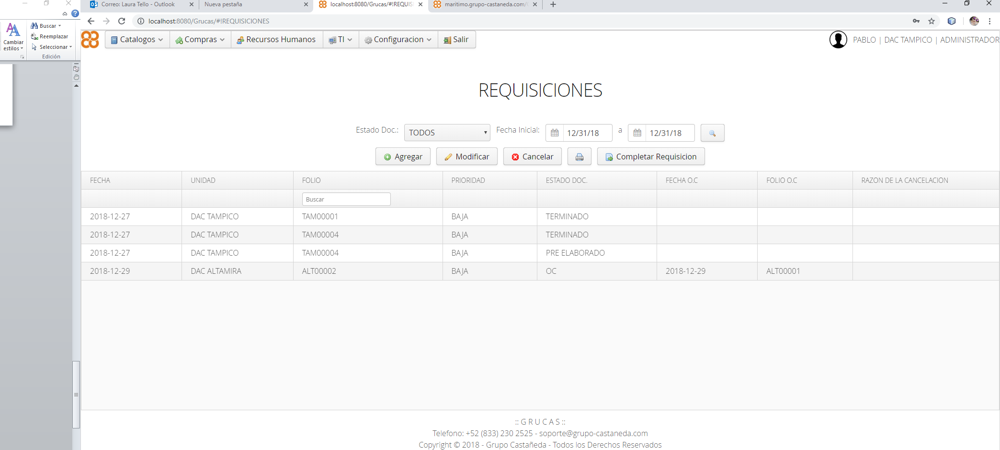 Correo: Laura Tello - Outlook
Nueva pestaña
localhost:8080/Grucas/#!REQUIS
maritimo.grupo-castaneda.com/
localhost:8080/Grucas/#!REQUISICIONES
Cambiar estilos
Buscar
Reemplazar
Seleccionar
Edición
Catalogos
Compras
Recursos Humanos
TI
Configuracion
Salir
PABLO | DAC TAMPICO | ADMINISTRADOR
REQUISICIONES
Estado Doc.: TODOS Fecha Inicial: 12/31/18 a 12/31/18
Agregar Modificar Cancelar Completar Requisicion
FECHA UNIDAD FOLIO PRIORIDAD ESTADO DOC. FECHA O.C FOLIO O.C RAZON DE LA CANCELACION
Buscar
2018-12-27 DAC TAMPICO TAM00001 BAJA TERMINADO
2018-12-27 DAC TAMPICO TAM00004 BAJA TERMINADO
2018-12-27 DAC TAMPICO TAM00004 BAJA PRE ELABORADO
2018-12-29 DAC ALTAMIRA ALT00002 BAJA OC 2018-12-29 ALT00001
:: G R U C A S ::
Telefono: +52 (833) 230 2525 - soporte@grupo-castaneda.com
Copyright © 2018 - Grupo Castañeda - Todos los Derechos Reservados